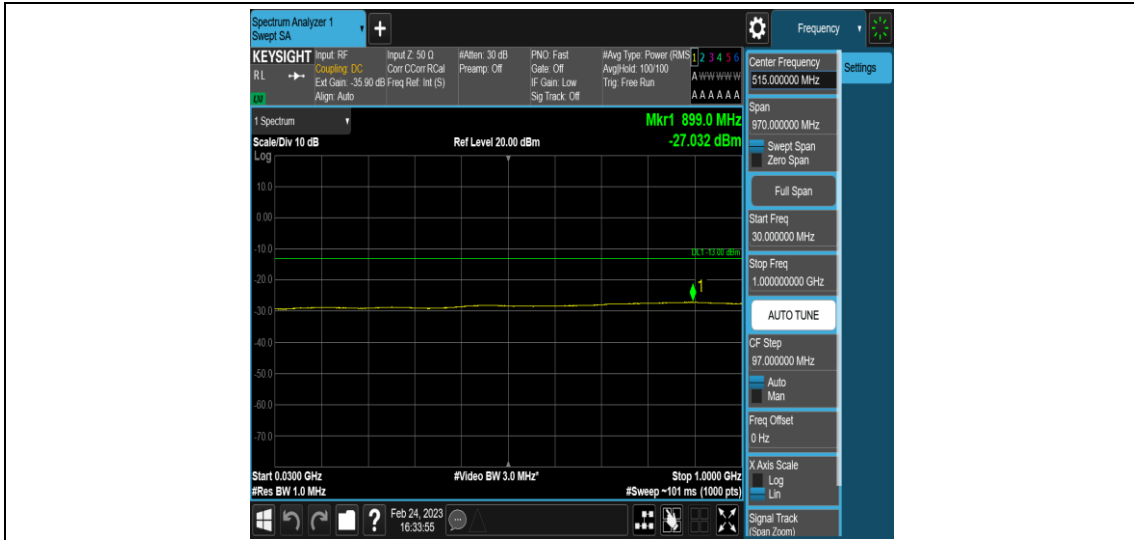 Spectrum Analyzer 1
Swept SA
+
Frequency
KEYSIGHT
RL
Input: RF
Coupling: DC
Ext Gain: -35.90 dB
Align: Auto
Input Z: 50 Ω
Corr CCorr RCal
Freq Ref: Int (S)
#Atten: 30 dB
Preamp: Off
PNO: Fast
Gate: Off
IF Gain: Low
Sig Track: Off
#Avg Type: Power (RMS
Avg|Hold: 100/100
Trig: Free Run
1 2 3 4 5 6
A W W W W W
A A A A A A
1 Spectrum
Mkr1 899.0 MHz
Scale/Div 10 dB
Ref Level 20.00 dBm
-27.032 dBm
Log
10.0
0.00
-10.0
DL1 -13.00 dBm
-20.0
1
-30.0
-40.0
-50.0
-60.0
-70.0
Start 0.0300 GHz
#Video BW 3.0 MHz*
Stop 1.0000 GHz
#Res BW 1.0 MHz
#Sweep ~101 ms (1000 pts)
?
Feb 24, 2023
16:33:55
Center Frequency
515.000000 MHz
Settings
Span
970.000000 MHz
Swept Span
Zero Span
Full Span
Start Freq
30.000000 MHz
Stop Freq
1.000000000 GHz
AUTO TUNE
CF Step
97.000000 MHz
Auto
Man
Freq Offset
0 Hz
X Axis Scale
Log
Lin
Signal Track
(Span Zoom)